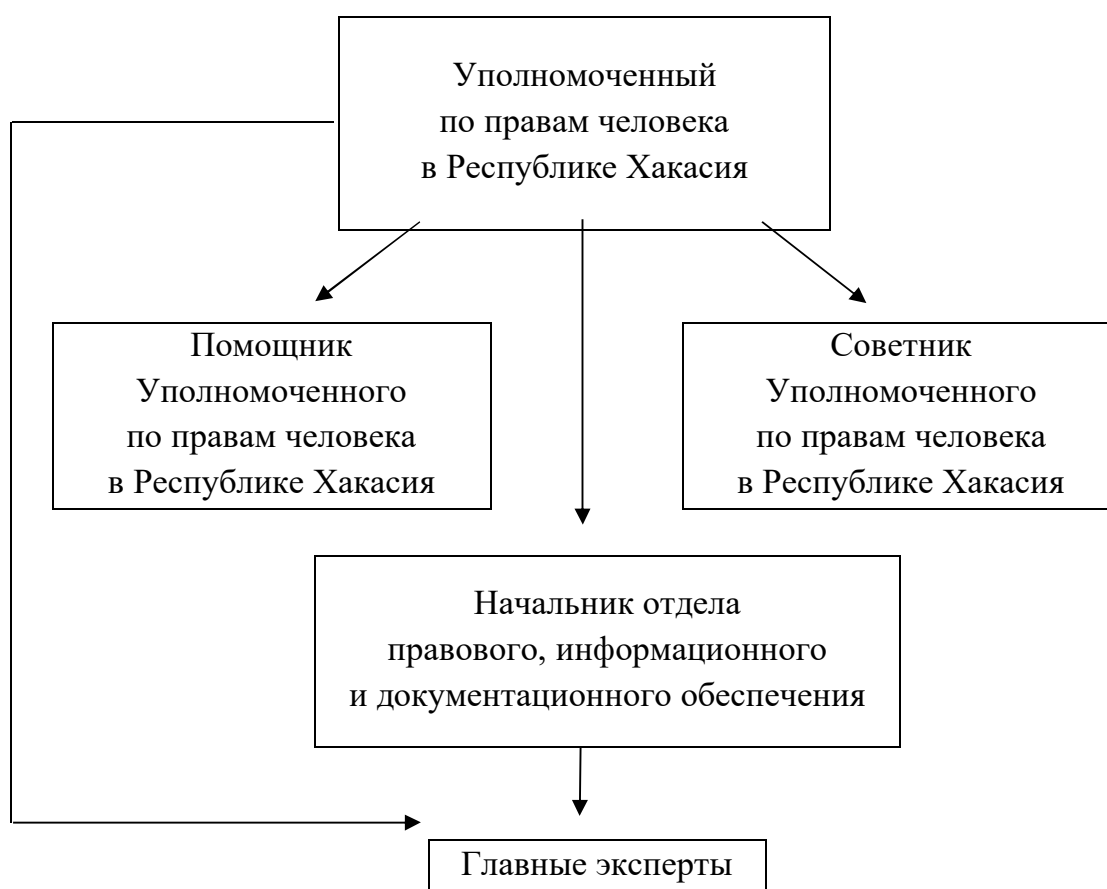 Уполномоченный
по правам человека
в Республике Хакасия
Помощник
Уполномоченного
по правам человека
в Республике Хакасия
Советник
Уполномоченного
по правам человека
в Республике Хакасия
Начальник отдела
правового, информационного
и документационного обеспечения
Главные эксперты